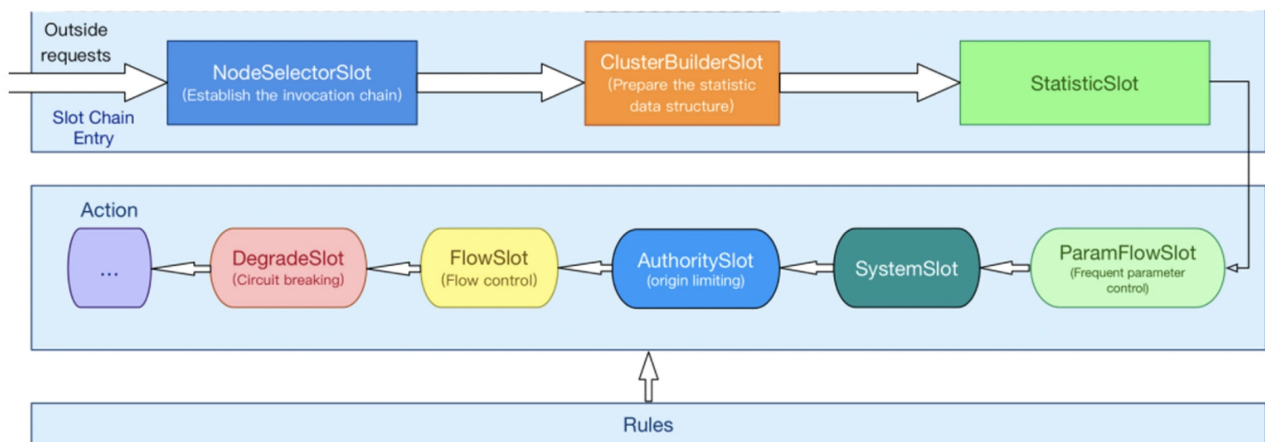 Outside
requests
NodeSelectorSlot
(Establish the invocation chain)
ClusterBuilderSlot
(Prepare the statistic
data structure)
StatisticSlot
Slot Chain
Entry
Action
...
DegradeSlot
(Circuit breaking)
FlowSlot
(Flow control)
AuthoritySlot
(origin limiting)
SystemSlot
ParamFlowSlot
(Frequent parameter
control)
Rules